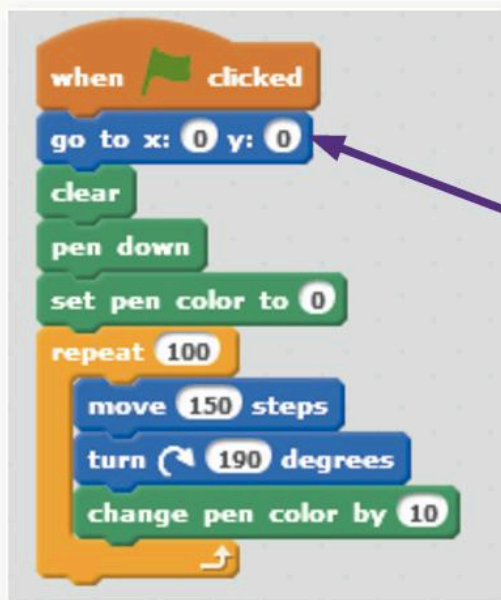 when clicked
go to x: 0 y: 0
clear
pen down
set pen color to 0
repeat 100
move 150 steps
turn 190 degrees
change pen color by 10